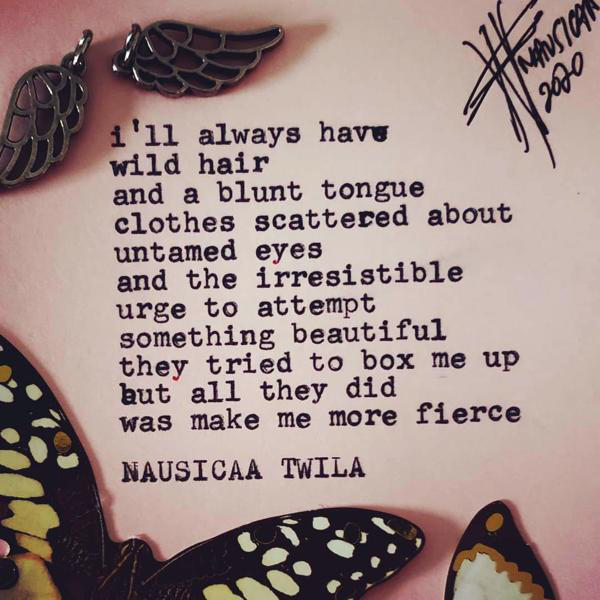 i'll always have
wild hair
and a blunt tongue
clothes scattered about
untamed eyes
and the irresistible
urge to attempt
something beautiful
they tried to box me up
but all they did
was make me more fierce
NAUSICAA TWILA
NAUSICAA
2020